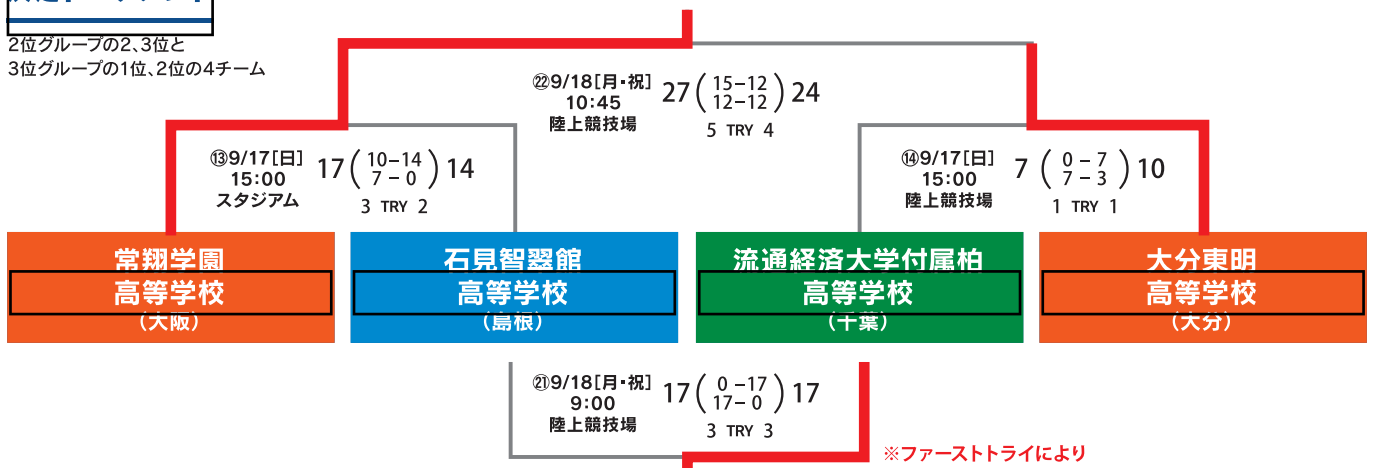 2位グループの2、3位と
3位グループの1位、2位の4チーム
㉒9/18[月・祝]
10:45
陸上競技場
27(15-12 12-12)24
5 TRY 4
⑬9/17[日]
15:00
スタジアム
17(10-14 7-0)14
3 TRY 2
⑭9/17[日]
15:00
陸上競技場
7(0-7 7-3)10
1 TRY 1
常翔学園
高等学校
(大阪)
石見智翠館
高等学校
(島根)
流通経済大学付属柏
高等学校
(千葉)
大分東明
高等学校
(大分)
㉑9/18[月・祝]
9:00
陸上競技場
17(0-17 17-0)17
3 TRY 3
※ファーストトライにより